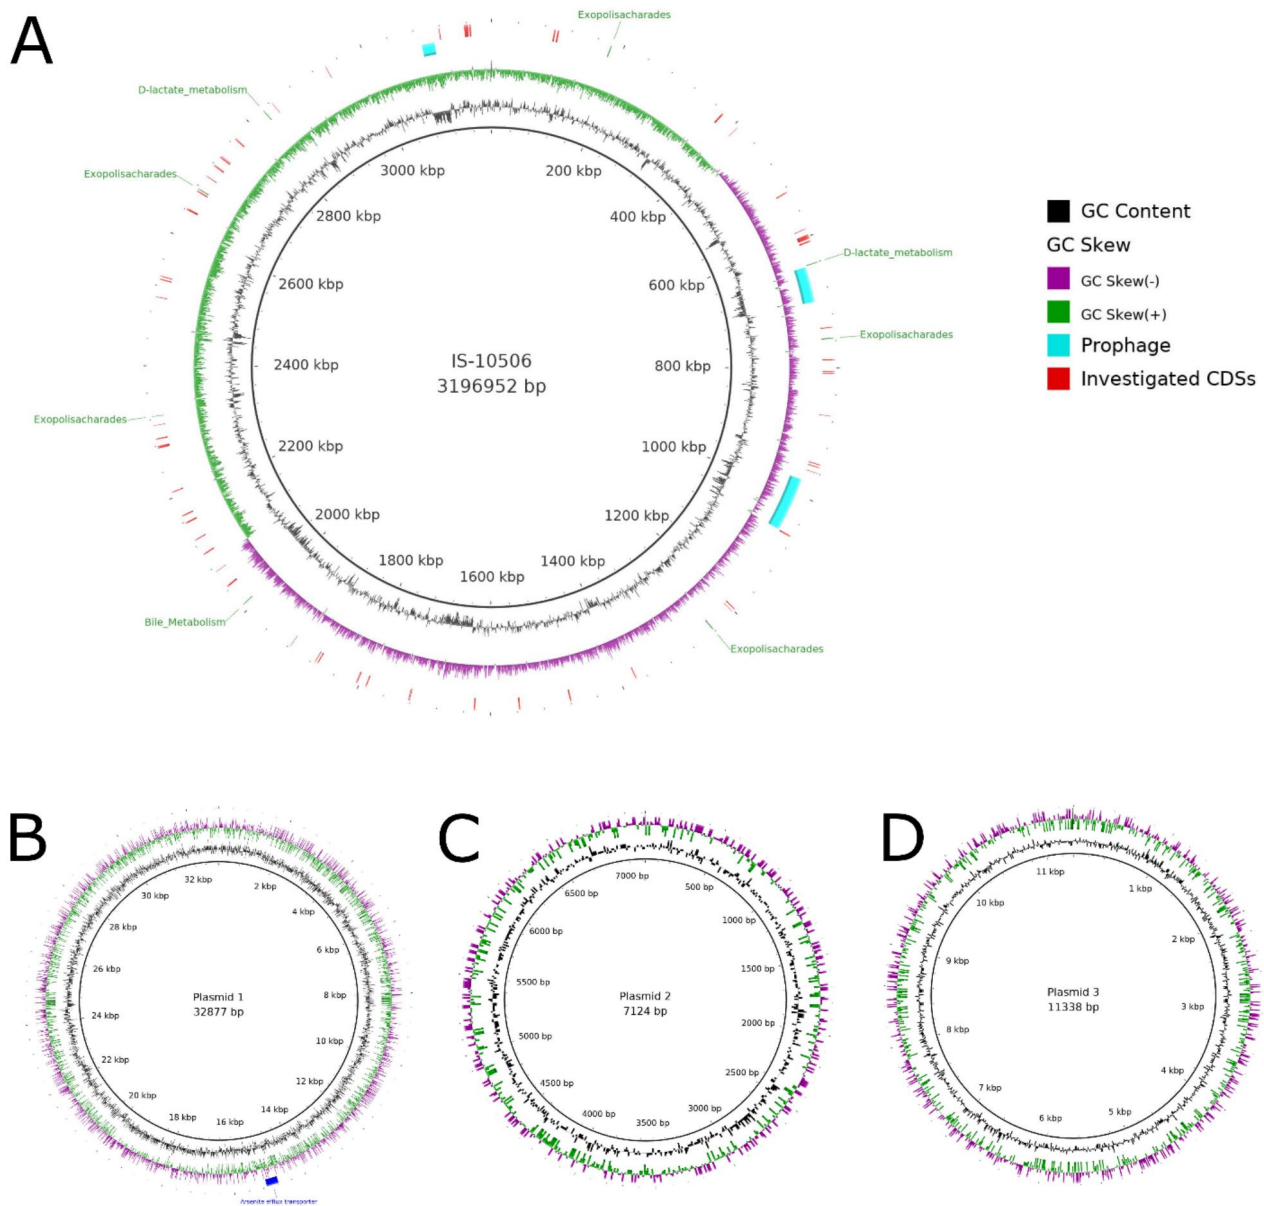 A
Exopolisacharades
D-lactate_metabolism
Exopolisacharades
3000 kbp
200 kbp
2800 kbp
400 kbp
D-lactate_metabolism
2600 kbp
600 kbp
Exopolisacharades
IS-10506
3196952 bp
2400 kbp
800 kbp
Exopolisacharades
2200 kbp
1000 kbp
2000 kbp
1200 kbp
1800 kbp
1400 kbp
1600 kbp
Bile_Metabolism
Exopolisacharades
GC Content
GC Skew
GC Skew(-)
GC Skew(+)
Prophage
Investigated CDSs
B
32 kbp
2 kbp
30 kbp
4 kbp
28 kbp
6 kbp
26 kbp
8 kbp
Plasmid 1
32877 bp
24 kbp
10 kbp
22 kbp
12 kbp
20 kbp
14 kbp
18 kbp
16 kbp
Arsenite efflux transporter
C
7000 bp
500 bp
6500 bp
1000 bp
6000 bp
1500 bp
5500 bp
Plasmid 2
7124 bp
2000 bp
5000 bp
2500 bp
4500 bp
3000 bp
4000 bp
3500 bp
D
11 kbp
1 kbp
10 kbp
2 kbp
9 kbp
Plasmid 3
11338 bp
3 kbp
8 kbp
4 kbp
7 kbp
5 kbp
6 kbp